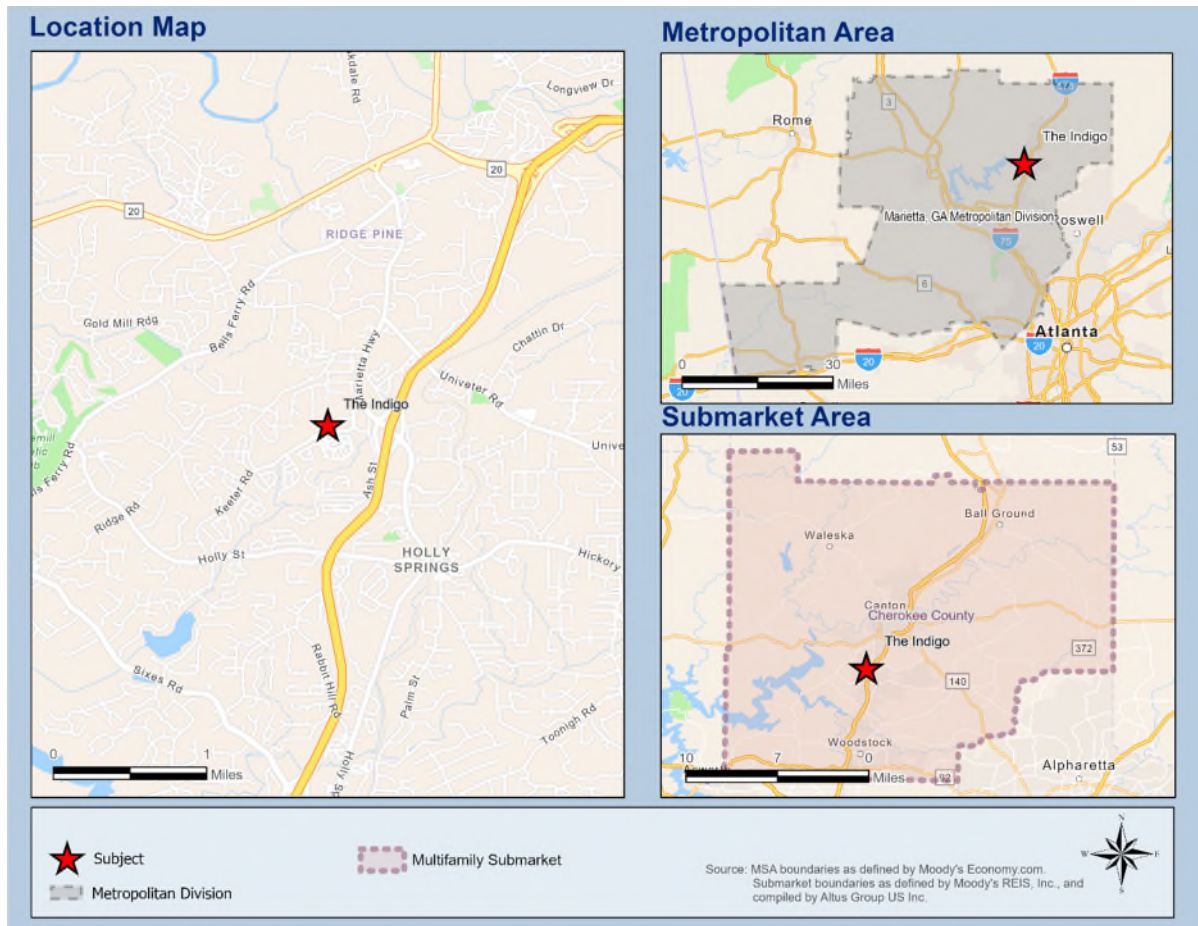 Location Map
akdale Rd
Longview Dr
20
20
RIDGE PINE
Bells Ferry Rd
Gold Mill Rdg
Marietta Hwy
Chattin Dr
Univeter Rd
The Indigo
Unive
Ash St
Keeter Rd
Ridge Rd
Holly St
HOLLY
SPRINGS
Hickory
Sixes Rd
Rabbit Hill Rd
Palm St
Toonigh Rd
0 1
Miles
Metropolitan Area
3
Rome
The Indigo
Marietta, GA Metropolitan Division
Roswell
75
6
Atlanta
20
20
20
0 30
Miles
Submarket Area
53
Ball Ground
Waleska
Canton
Cherokee County
The Indigo
372
140
Woodstock
10 7 0
Miles
92
Alpharetta
Subject
Metropolitan Division
Multifamily Submarket
Source: MSA boundaries as defined by Moody's Economy.com.
Submarket boundaries as defined by Moody's REIS, Inc., and
compiled by Altus Group US Inc.
N
W E
S